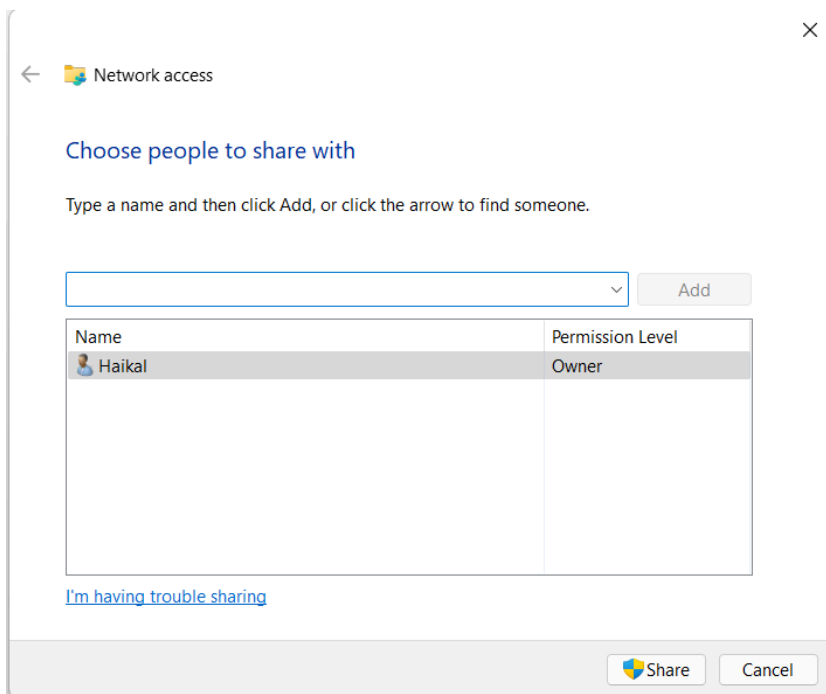 Network access
Choose people to share with
Type a name and then click Add, or click the arrow to find someone.
Add
Name Permission Level
Haikal Owner
I'm having trouble sharing
Share Cancel